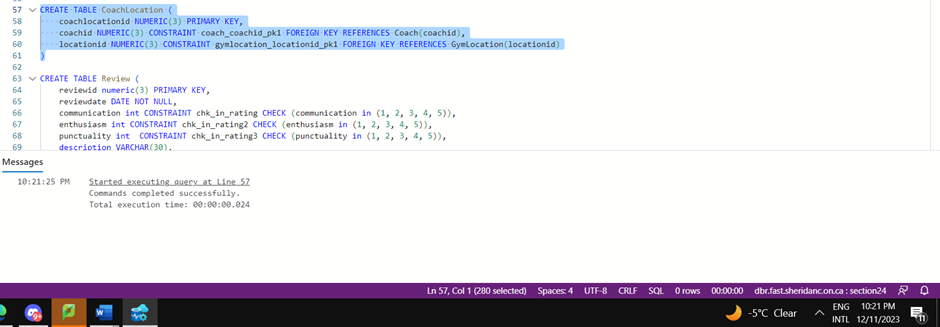 57 CREATE TABLE CoachLocation (
58 coachlocationid NUMERIC(3) PRIMARY KEY,
59 coachid NUMERIC(3) CONSTRAINT coach_coachid_pk1 FOREIGN KEY REFERENCES Coach(coachid),
60 locationid NUMERIC(3) CONSTRAINT gymlocation_locationid_pk1 FOREIGN KEY REFERENCES GymLocation(locationid)
61 )
62
63 CREATE TABLE Review (
64 reviewid numeric(3) PRIMARY KEY,
65 reviewdate DATE NOT NULL,
66 communication int CONSTRAINT chk_in_rating CHECK (communication in (1, 2, 3, 4, 5)),
67 enthusiasm int CONSTRAINT chk_in_rating2 CHECK (enthusiasm in (1, 2, 3, 4, 5)),
68 punctuality int  CONSTRAINT chk_in_rating3 CHECK (punctuality in (1, 2, 3, 4, 5)),
69 description VARCHAR(30),
Messages
10:21:25 PM Started executing query at Line 57
Commands completed successfully.
Total execution time: 00:00:00.024
Ln 57, Col 1 (280 selected) Spaces: 4 UTF-8 CRLF SQL 0 rows 00:00:00 dbr.fast.sheridanc.on.ca : section24
-5°C Clear ENG 10:21 PM
INTL 12/11/2023 11